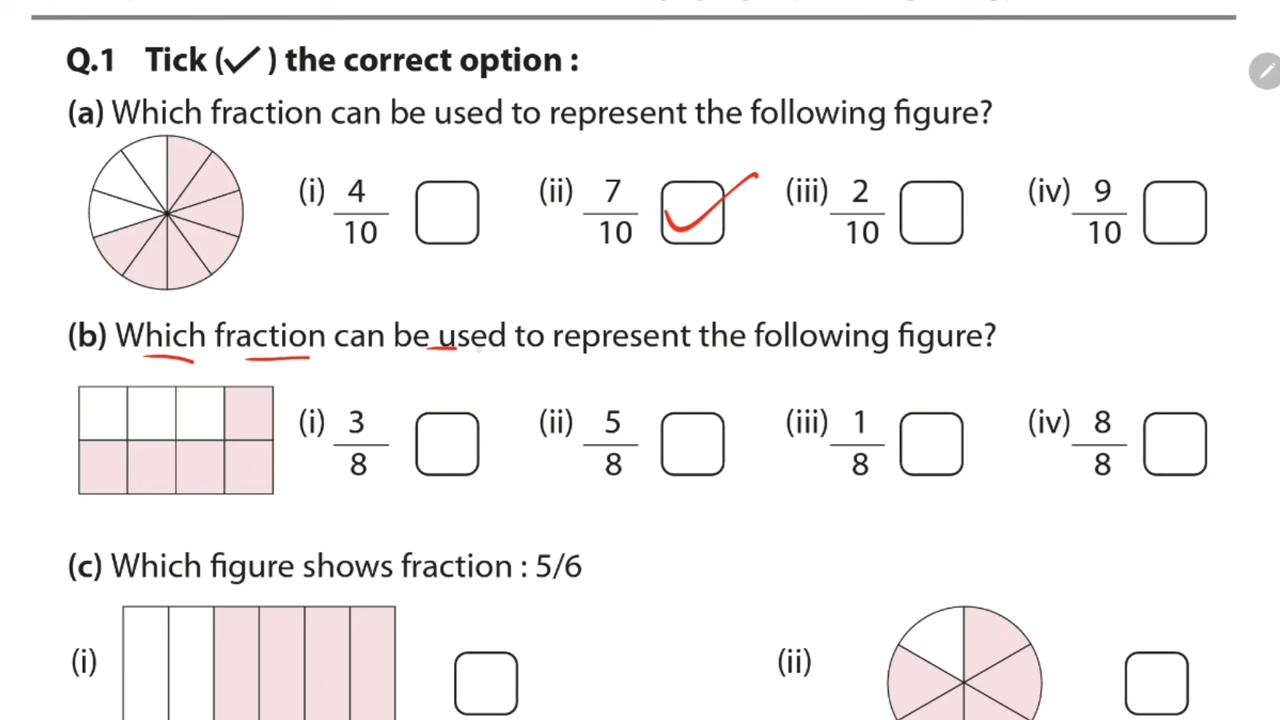 Q.1 Tick (✓) the correct option :
(a) Which fraction can be used to represent the following figure?
(i) 4/10 (ii) 7/10 (iii) 2/10 (iv) 9/10
(b) Which fraction can be used to represent the following figure?
(i) 3/8 (ii) 5/8 (iii) 1/8 (iv) 8/8
(c) Which figure shows fraction : 5/6
(i) (ii)